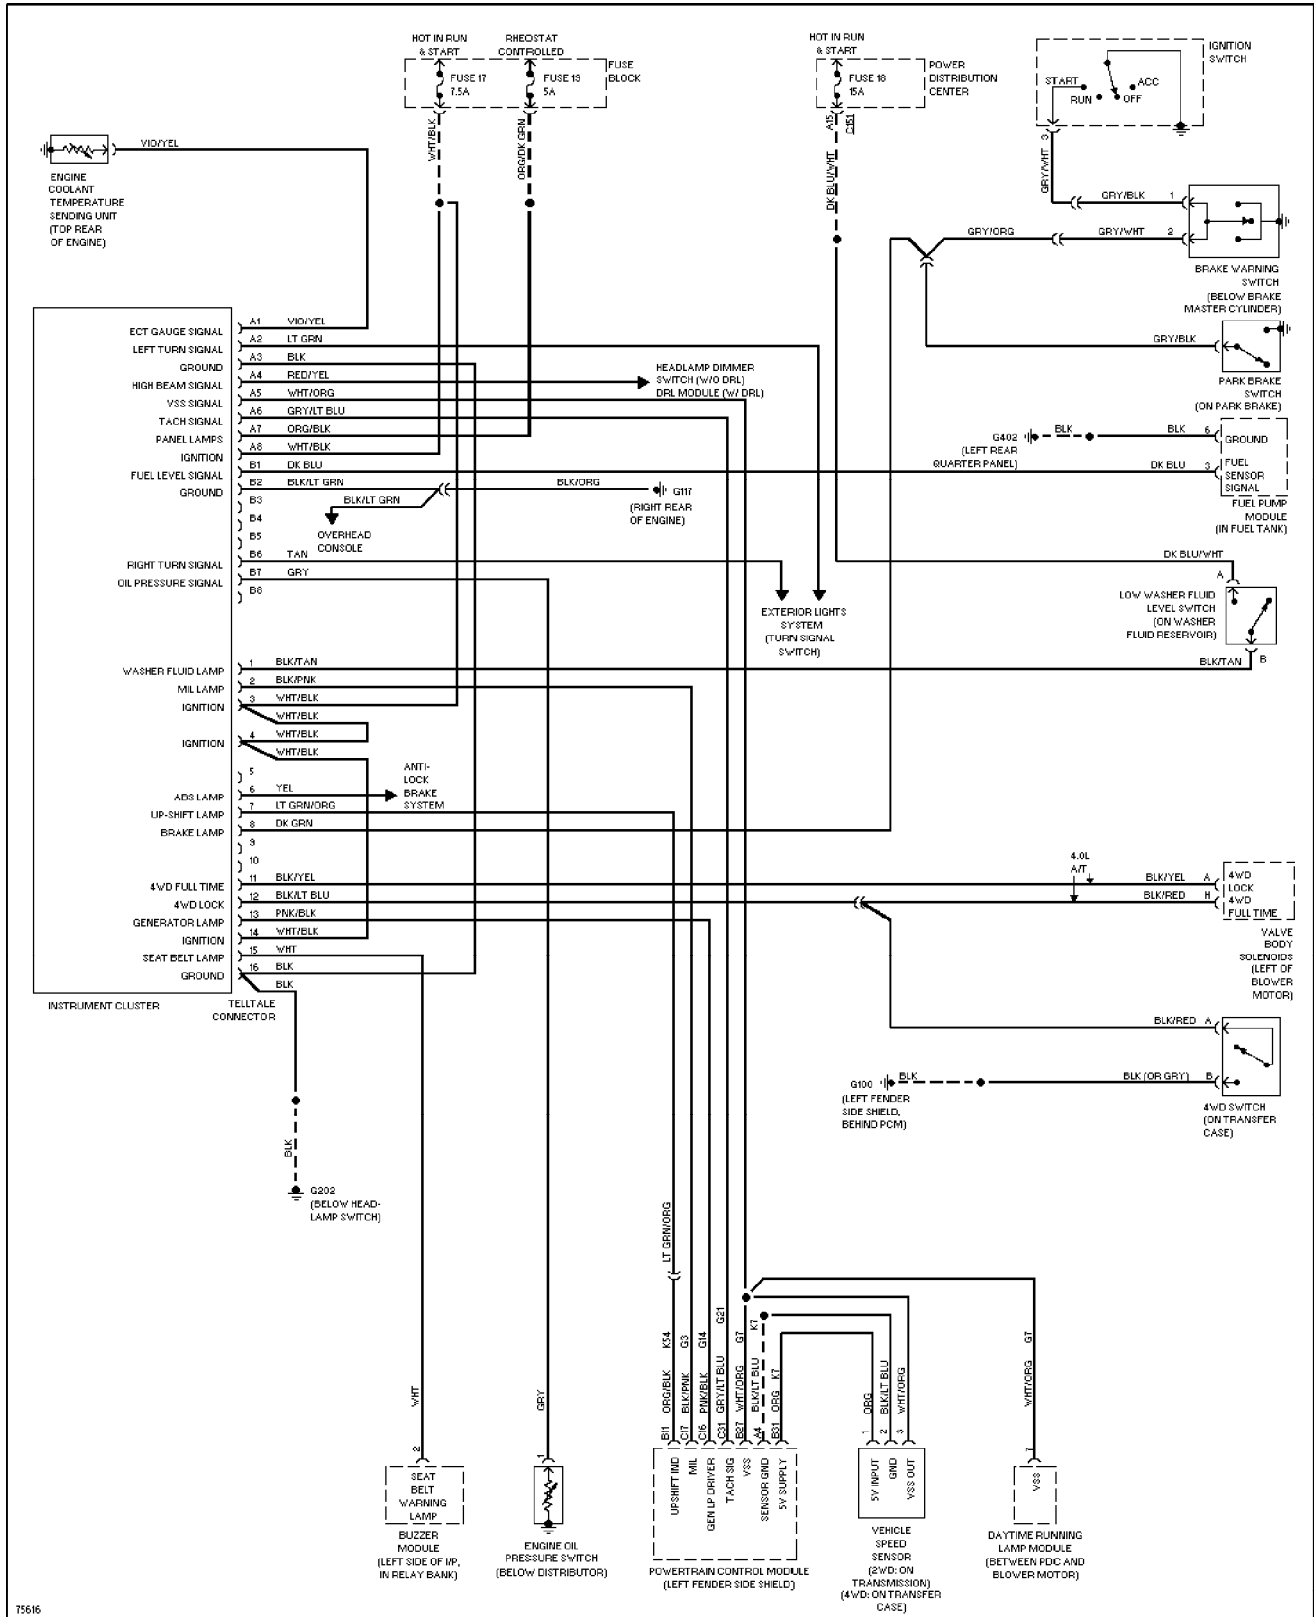 HOT IN RUN
& START
RHEOSTAT
CONTROLLED
FUSE 17
7.5A
FUSE 19
5A
FUSE
BLOCK
WHT/BLK
ORG/DK GRN
HOT IN RUN
& START
FUSE 18
15A
POWER
DISTRIBUTION
CENTER
A15
C151
DK BLU/WHT
IGNITION
SWITCH
START
ACC
RUN
OFF
3
GRY/WHT
GRY/BLK 1
GRY/ORG
GRY/WHT 2
BRAKE WARNING
SWITCH
(BELOW BRAKE
MASTER CYLINDER)
GRY/BLK
PARK BRAKE
SWITCH
(ON PARK BRAKE)
VIO/YEL
ENGINE
COOLANT
TEMPERATURE
SENDING UNIT
(TOP REAR
OF ENGINE)
ECT GAUGE SIGNAL A1 VIO/YEL
LEFT TURN SIGNAL A2 LT GRN
GROUND A3 BLK
HIGH BEAM SIGNAL A4 RED/YEL
VSS SIGNAL A5 WHT/ORG
TACH SIGNAL A6 GRY/LT BLU
PANEL LAMPS A7 ORG/BLK
IGNITION A8 WHT/BLK
FUEL LEVEL SIGNAL B1 DK BLU
GROUND B2 BLK/LT GRN
B3
B4
B5
RIGHT TURN SIGNAL B6 TAN
OIL PRESSURE SIGNAL B7 GRY
B8
HEADLAMP DIMMER
SWITCH (W/O DRL)
DRL MODULE (W/ DRL)
BLK/LT GRN
OVERHEAD
CONSOLE
BLK/ORG
G117
(RIGHT REAR
OF ENGINE)
G402
(LEFT REAR
QUARTER PANEL)
BLK
BLK 6
GROUND
DK BLU 3
FUEL
SENSOR
SIGNAL
FUEL PUMP
MODULE
(IN FUEL TANK)
EXTERIOR LIGHTS
SYSTEM
(TURN SIGNAL
SWITCH)
DK BLU/WHT
A
LOW WASHER FLUID
LEVEL SWITCH
(ON WASHER
FLUID RESERVOIR)
BLK/TAN B
WASHER FLUID LAMP 1 BLK/TAN
MIL LAMP 2 BLK/PNK
IGNITION 3 WHT/BLK
WHT/BLK
IGNITION 4 WHT/BLK
WHT/BLK
5
ABS LAMP 6 YEL
UP-SHIFT LAMP 7 LT GRN/ORG
BRAKE LAMP 8 DK GRN
9
10
4WD FULL TIME 11 BLK/YEL
4WD LOCK 12 BLK/LT BLU
GENERATOR LAMP 13 PNK/BLK
IGNITION 14 WHT/BLK
SEAT BELT LAMP 15 WHT
GROUND 16 BLK
BLK
ANTI-
LOCK
BRAKE
SYSTEM
INSTRUMENT CLUSTER
TELLTALE
CONNECTOR
4.0L
A/T
BLK/YEL A
BLK/RED H
4WD
LOCK
4WD
FULL TIME
VALVE
BODY
SOLENOIDS
(LEFT OF
BLOWER
MOTOR)
BLK/RED A
BLK (OR GRY) B
4WD SWITCH
(ON TRANSFER
CASE)
G100
(LEFT FENDER
SIDE SHIELD,
BEHIND PCM)
BLK
BLK
G202
(BELOW HEAD-
LAMP SWITCH)
LT GRN/ORG
WHT
2
SEAT
BELT
WARNING
LAMP
BUZZER
MODULE
(LEFT SIDE OF I/P,
IN RELAY BANK)
GRY
1
ENGINE OIL
PRESSURE SWITCH
(BELOW DISTRIBUTOR)
B11 ORG/BLK K54
C17 BLK/PNK G3
C16 PNK/BLK G14
C31 GRY/LT BLU G21
B27 WHT/ORG G7
A4 BLK/LT BLU K7
B31 ORG K7
UPSHIFT IND
MIL
GEN LP DRIVER
TACH SIG
VSS
SENSOR GND
5V SUPPLY
POWERTRAIN CONTROL MODULE
(LEFT FENDER SIDE SHIELD)
1 ORG
2 BLK/LT BLU
3 WHT/ORG
5V INPUT
GND
VSS OUT
VEHICLE
SPEED
SENSOR
(2WD: ON
TRANSMISSION)
(4WD: ON TRANSFER
CASE)
7 WHT/ORG G7
VSS
DAYTIME RUNNING
LAMP MODULE
(BETWEEN PDC AND
BLOWER MOTOR)
75616